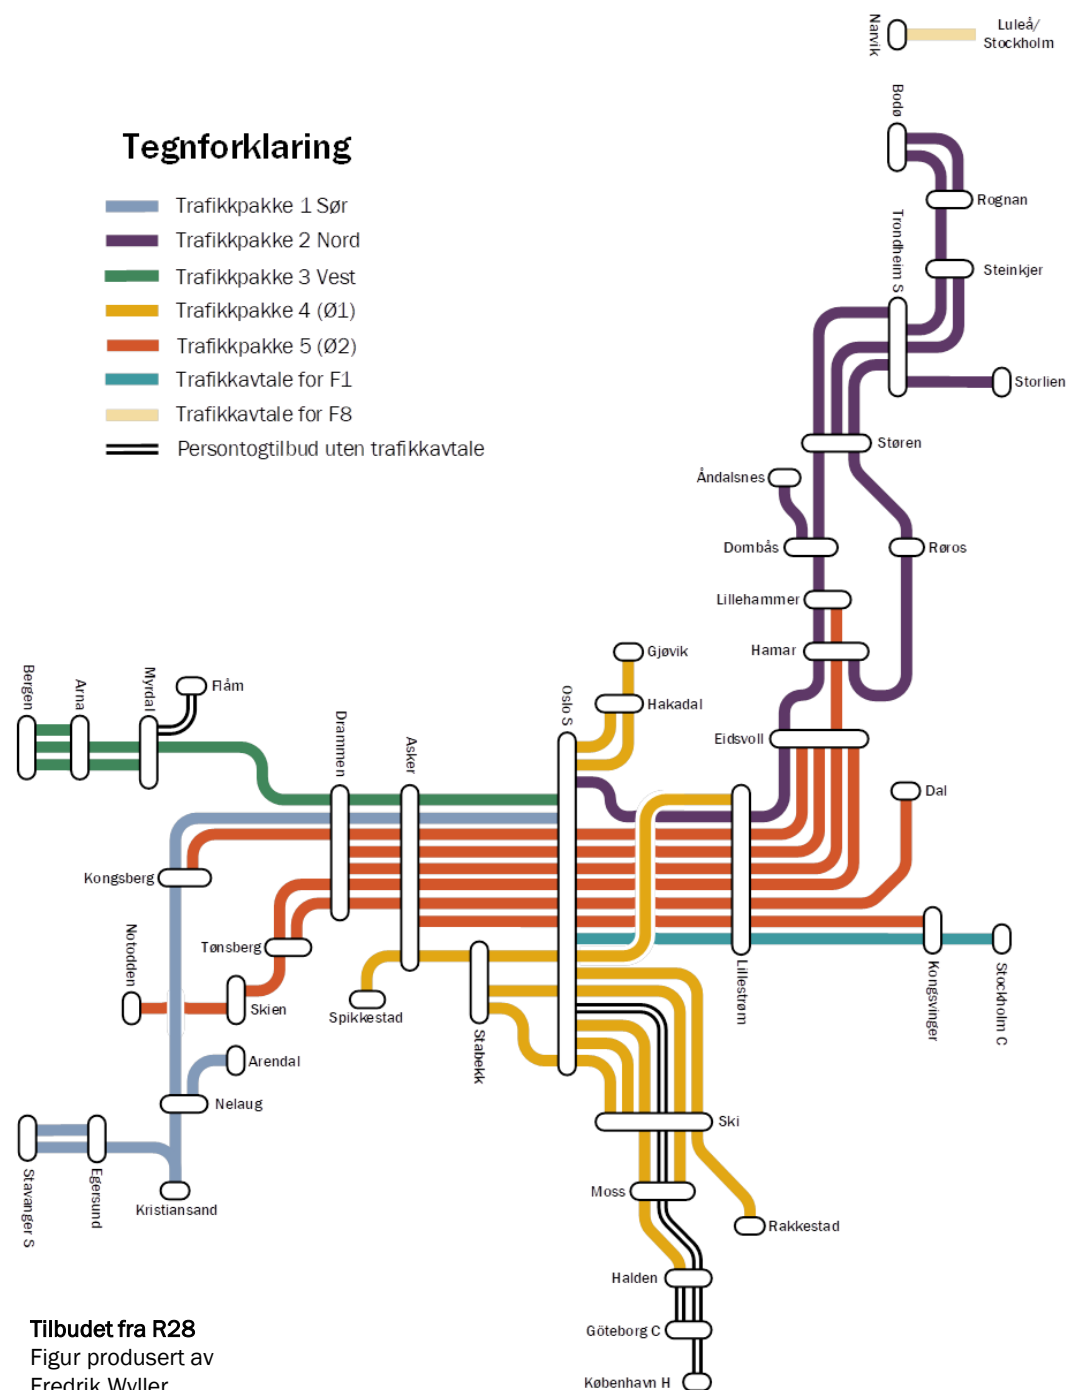 Narvik
Luleå/
Stockholm
Bodø
Tegnforklaring
Trafikkpakke 1 Sør
Trafikkpakke 2 Nord
Trafikkpakke 3 Vest
Trafikkpakke 4 (Ø1)
Trafikkpakke 5 (Ø2)
Trafikkavtale for F1
Trafikkavtale for F8
Persontogtilbud uten trafikkavtale
Rognan
Trondheim S
Steinkjer
Storlien
Støren
Åndalsnes
Dombås
Røros
Lillehammer
Hamar
Gjøvik
Hakadal
Oslo S
Eidsvoll
Bergen
Arna
Myrdal
Flåm
Drammen
Asker
Dal
Kongsberg
Notodden
Tønsberg
Skien
Spikkestad
Stabekk
Lillestrøm
Kongsvinger
Stockholm C
Arendal
Nelaug
Ski
Stavanger S
Egersund
Kristiansand
Moss
Rakkestad
Halden
Göteborg C
København H
Tilbudet fra R28
Figur produsert av
Fredrik Wyller